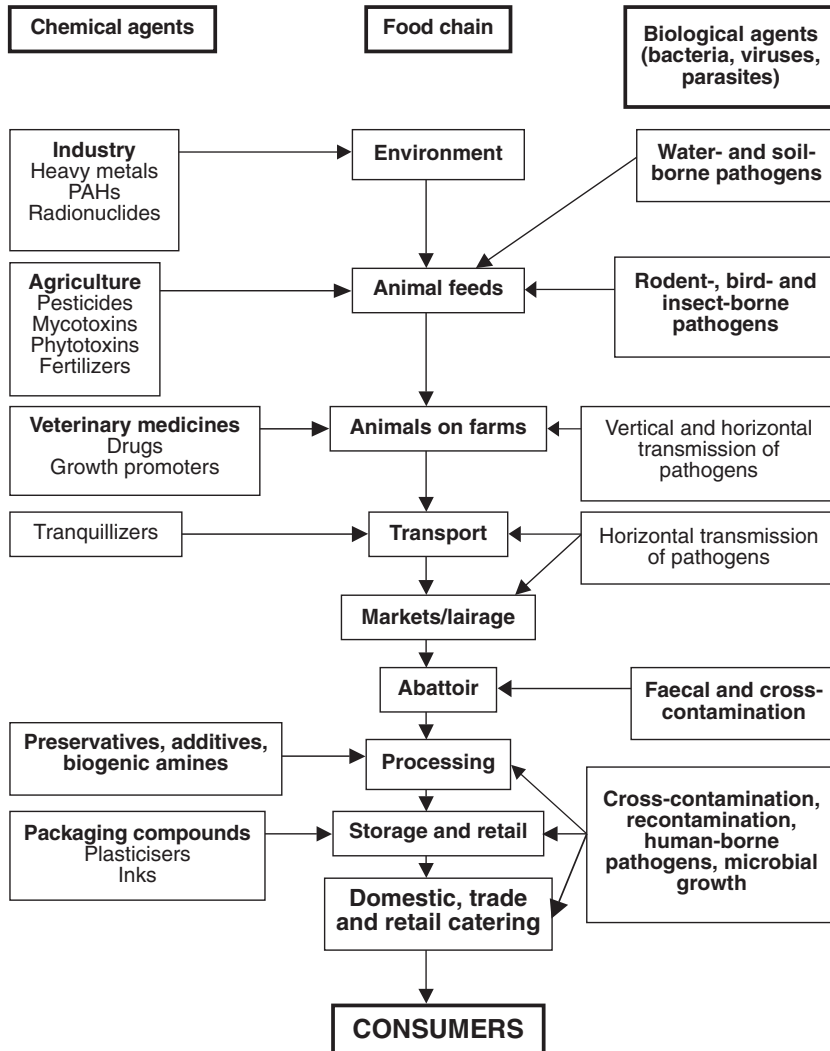 Chemical agents
Food chain
Biological agents
(bacteria, viruses,
parasites)
Industry
Heavy metals
PAHs
Radionuclides
Environment
Water- and soil-
borne pathogens
Agriculture
Pesticides
Mycotoxins
Phytotoxins
Fertilizers
Animal feeds
Rodent-, bird- and
insect-borne
pathogens
Veterinary medicines
Drugs
Growth promoters
Animals on farms
Vertical and horizontal
transmission of
pathogens
Tranquillizers
Transport
Horizontal transmission
of pathogens
Markets/lairage
Abattoir
Faecal and cross-
contamination
Preservatives, additives,
biogenic amines
Processing
Cross-contamination,
recontamination,
human-borne
pathogens, microbial
growth
Packaging compounds
Plasticisers
Inks
Storage and retail
Domestic, trade
and retail catering
CONSUMERS